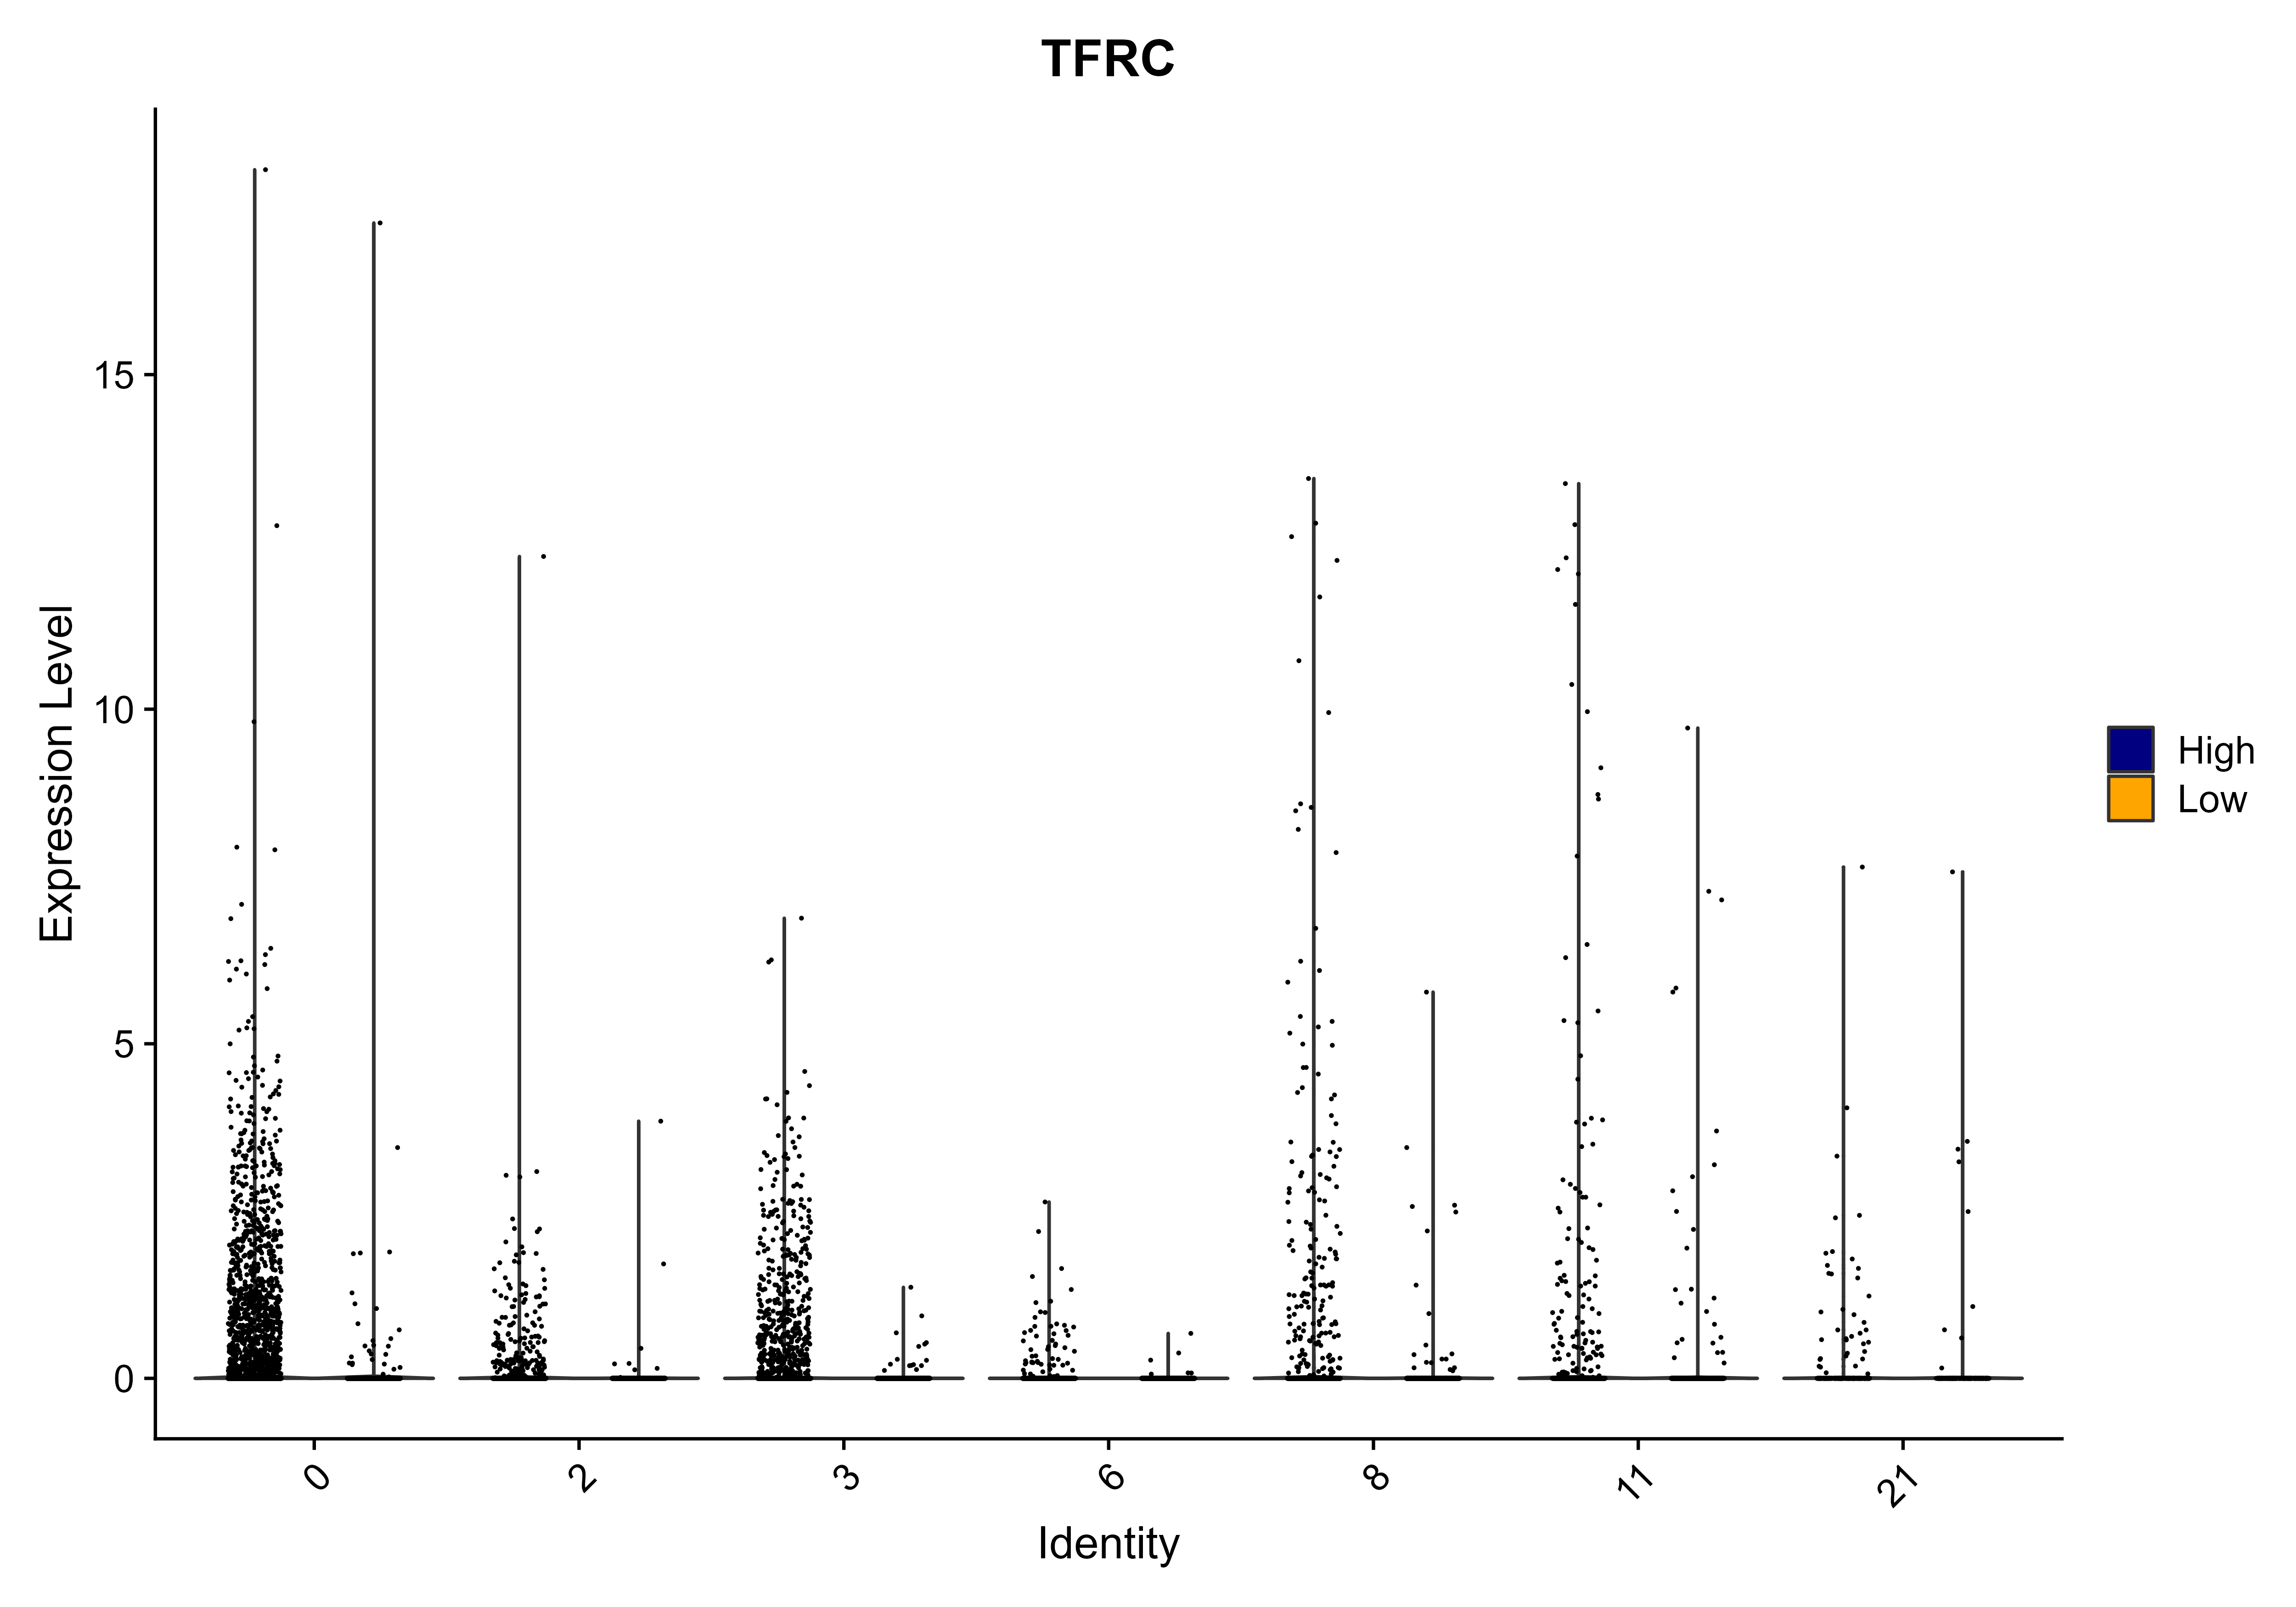 TFRC
Expression Level
15
10
5
0
0 2 3 6 8 11 21
Identity
High
Low